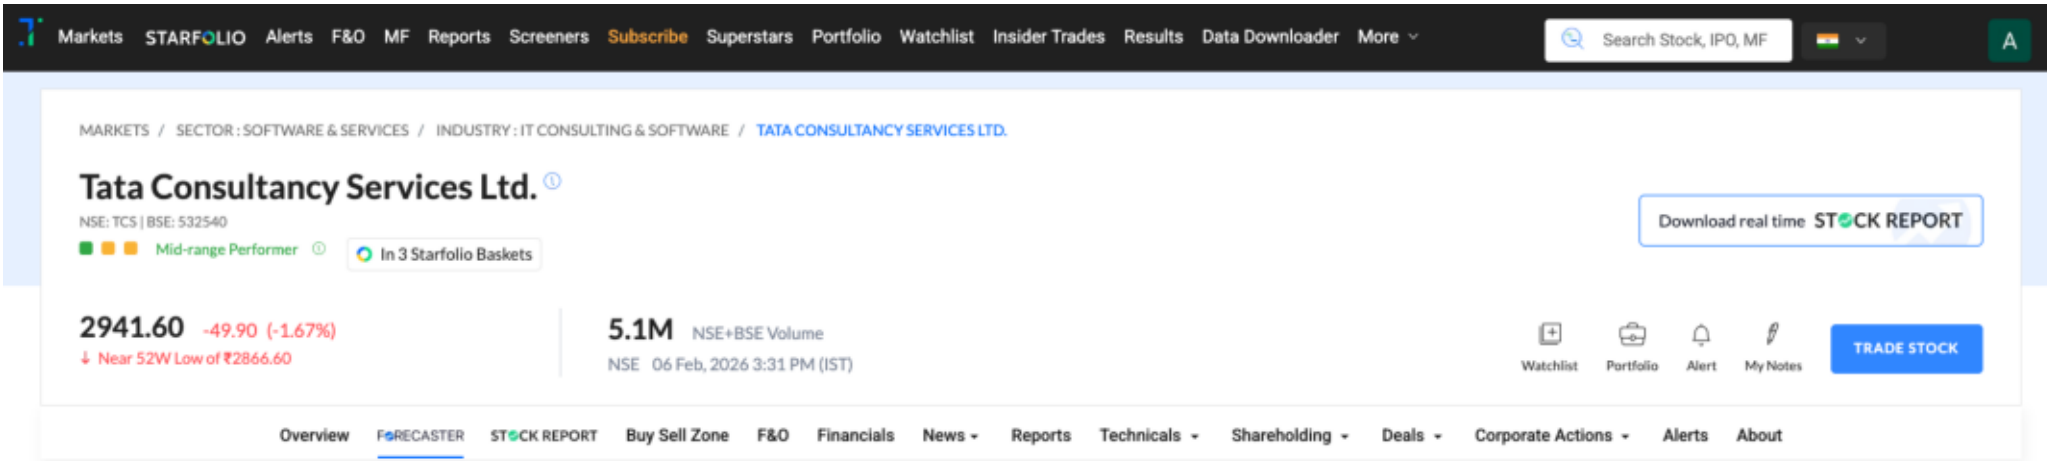 Markets STARFOLIO Alerts F&O MF Reports Screeners Subscribe Superstars Portfolio Watchlist Insider Trades Results Data Downloader More Search Stock, IPO, MF A
MARKETS / SECTOR : SOFTWARE & SERVICES / INDUSTRY : IT CONSULTING & SOFTWARE / TATA CONSULTANCY SERVICES LTD.
Tata Consultancy Services Ltd.
NSE: TCS | BSE: 532540
Mid-range Performer In 3 Starfolio Baskets
Download real time STOCK REPORT
2941.60 -49.90 (-1.67%)
↓ Near 52W Low of ₹2866.60
5.1M NSE+BSE Volume
NSE 06 Feb, 2026 3:31 PM (IST)
Watchlist Portfolio Alert My Notes TRADE STOCK
Overview FORECASTER STOCK REPORT Buy Sell Zone F&O Financials News Reports Technicals Shareholding Deals Corporate Actions Alerts About